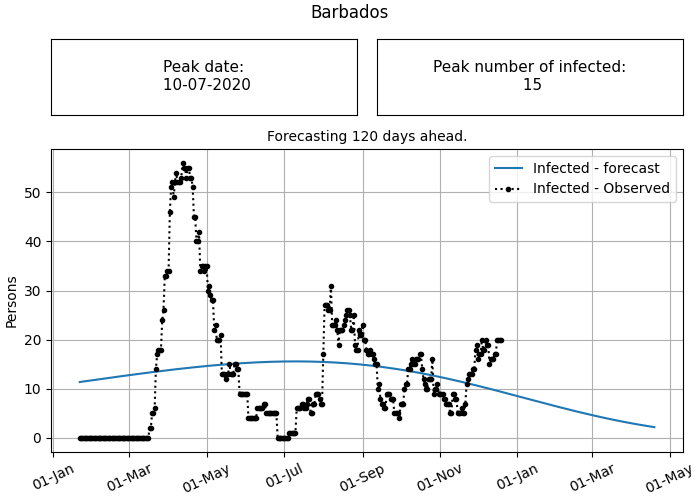 Barbados
Peak date:
10-07-2020
Peak number of infected:
15
Forecasting 120 days ahead.
Infected - forecast
Infected - Observed
Persons
50
40
30
20
10
0
01-Jan
01-Mar
01-May
01-Jul
01-Sep
01-Nov
01-Jan
01-Mar
01-May